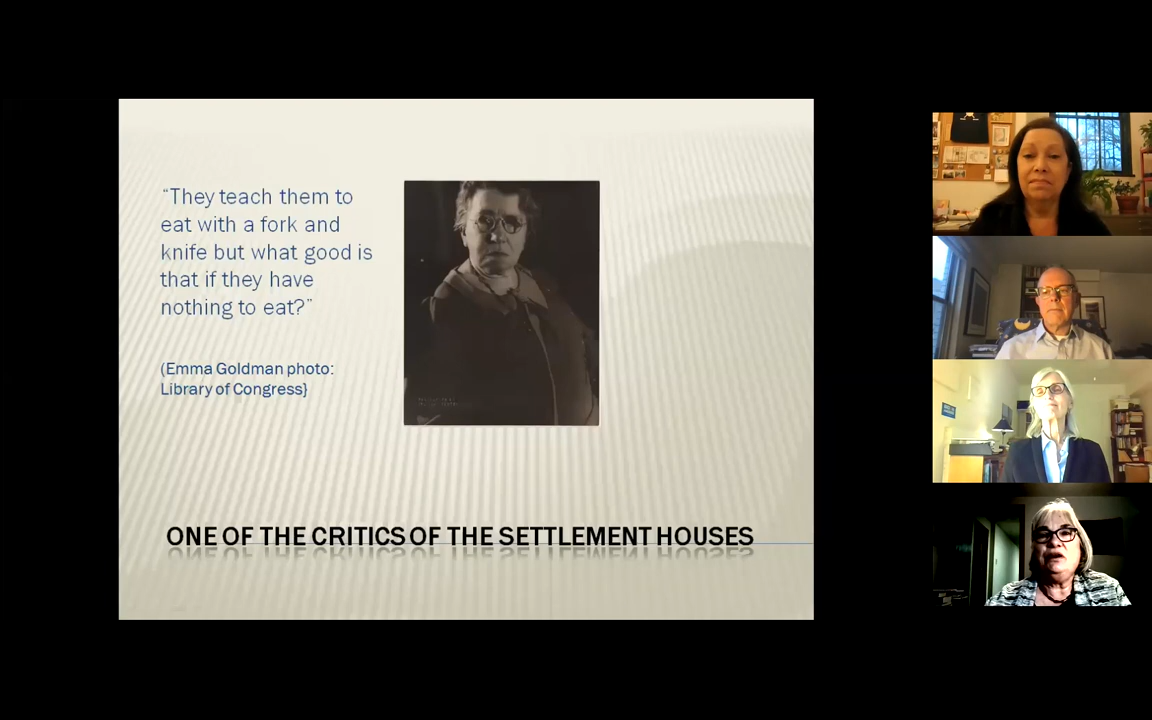 “They teach them to
eat with a fork and
knife but what good is
that if they have
nothing to eat?”
(Emma Goldman photo:
Library of Congress}
ONE OF THE CRITICS OF THE SETTLEMENT HOUSES